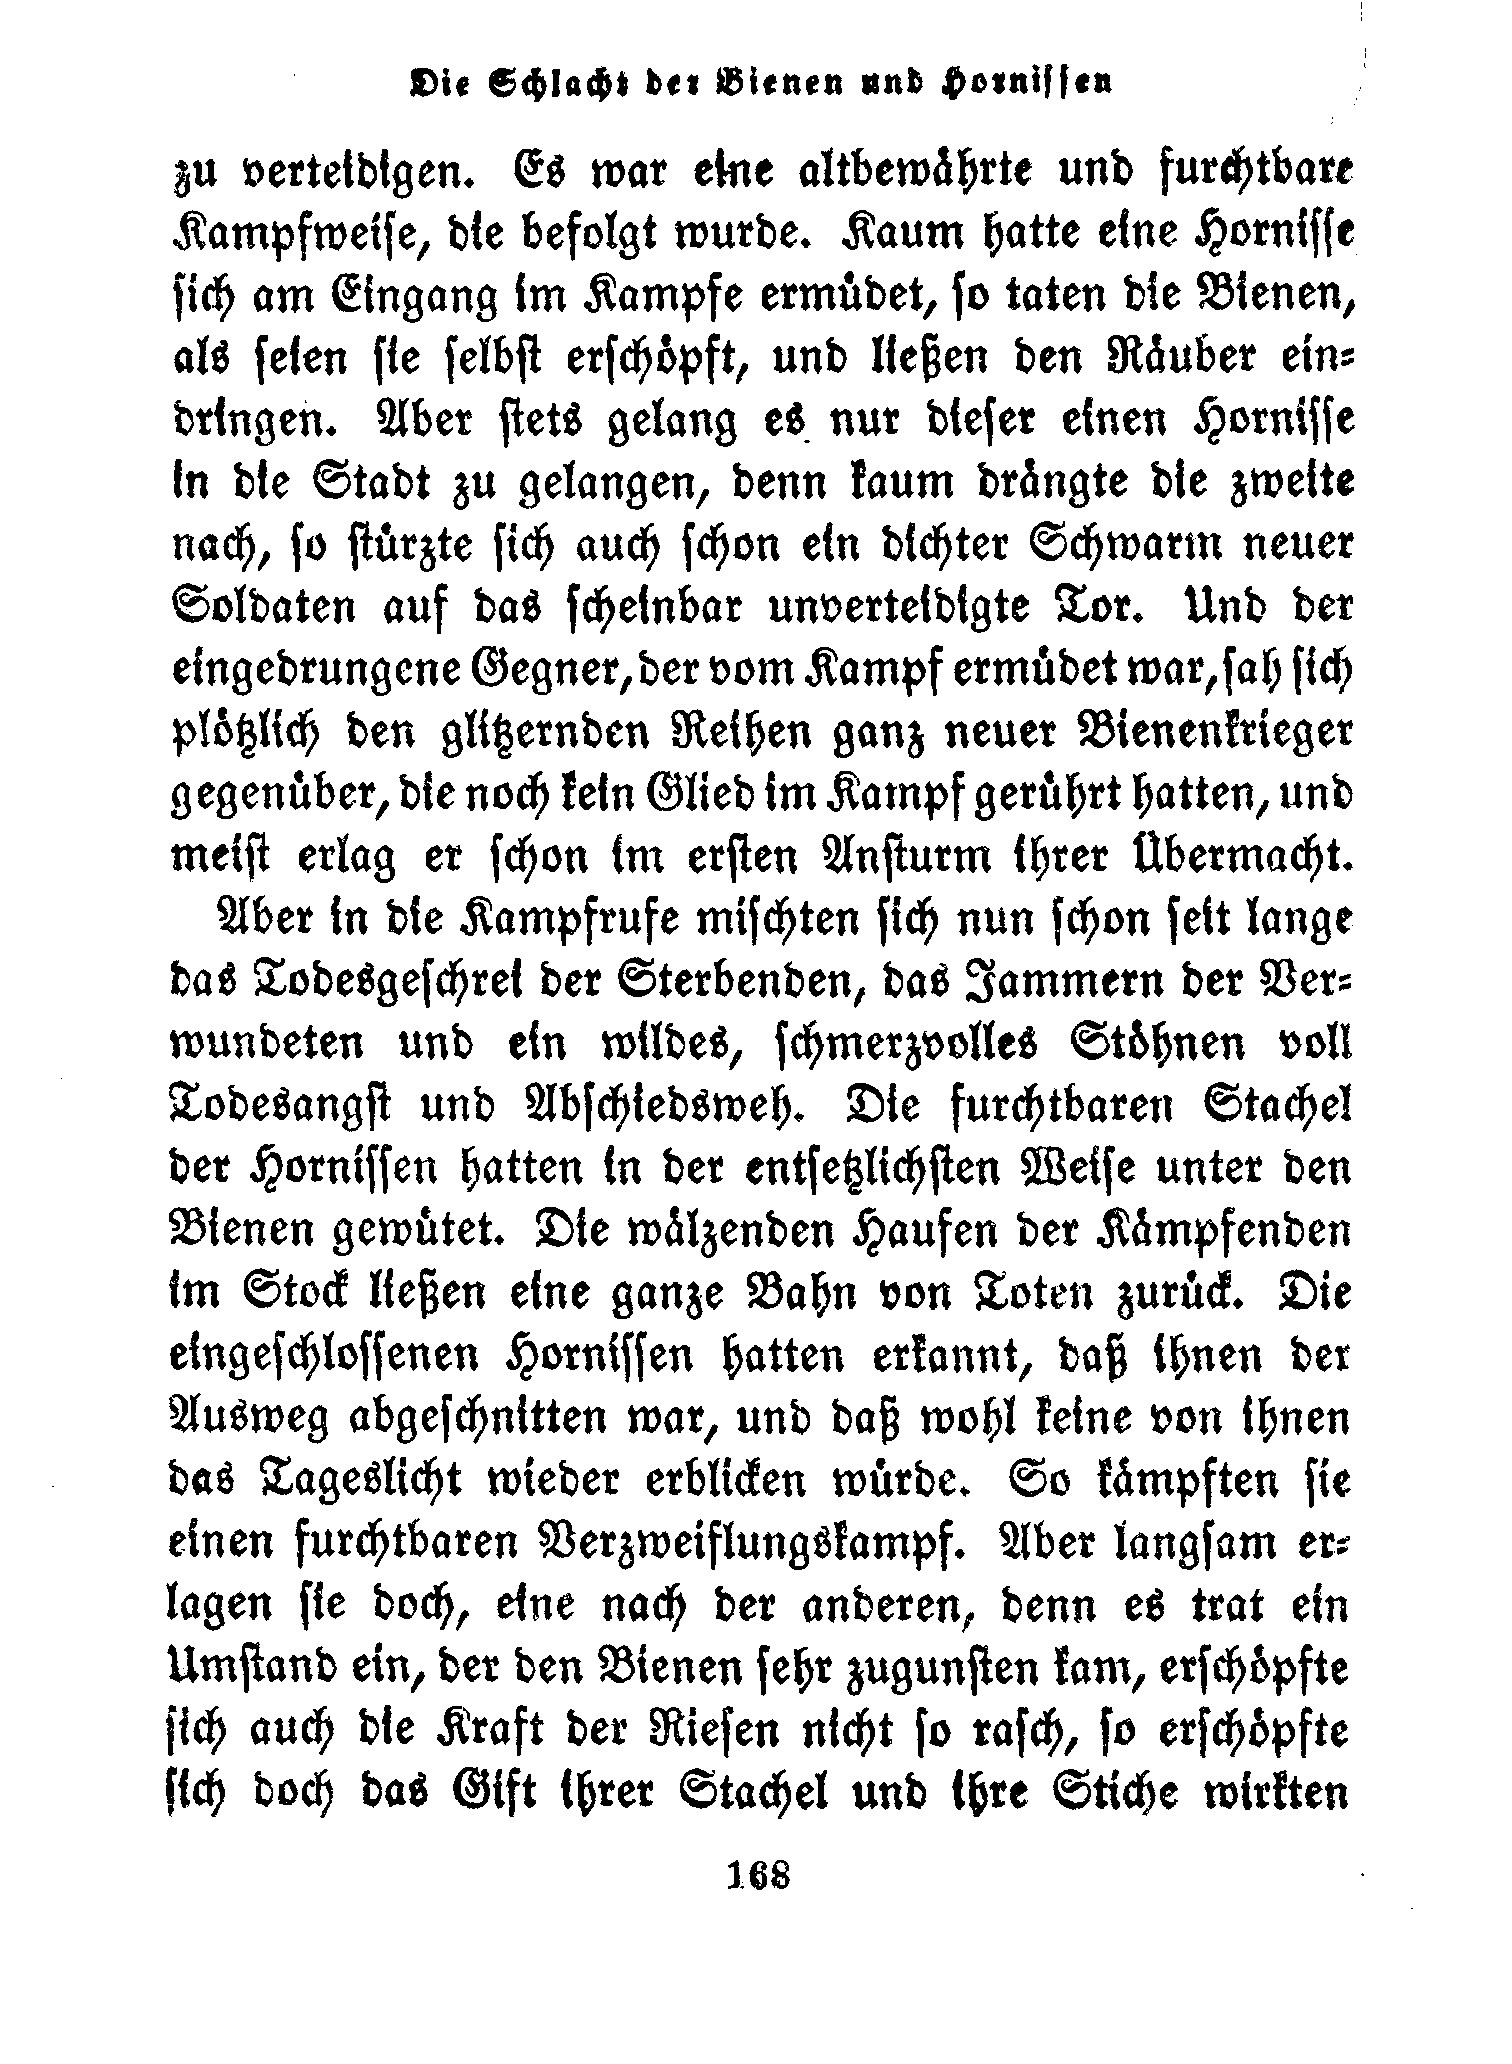 Die Schlacht der Bienen und Hornissen
zu verteidigen. Es war eine altbewährte und furchtbare
Kampfweise, die befolgt wurde. Kaum hatte eine Hornisse
sich am Eingang im Kampfe ermüdet, so taten die Bienen,
als seien sie selbst erschöpft, und ließen den Räuber ein-
dringen. Aber stets gelang es nur dieser einen Hornisse
in die Stadt zu gelangen, denn kaum drängte die zweite
nach, so stürzte sich auch schon ein dichter Schwarm neuer
Soldaten auf das scheinbar unverteidigte Tor. Und der
eingedrungene Gegner, der vom Kampf ermüdet war, sah sich
plötzlich den glitzernden Reihen ganz neuer Bienenkrieger
gegenüber, die noch kein Glied im Kampf gerührt hatten, und
meist erlag er schon im ersten Ansturm ihrer Übermacht.
Aber in die Kampfrufe mischten sich nun schon seit lange
das Todesgeschrei der Sterbenden, das Jammern der Ver-
wundeten und ein wildes, schmerzvolles Stöhnen voll
Todesangst und Abschiedsweh. Die furchtbaren Stachel
der Hornissen hatten in der entsetzlichsten Weise unter den
Bienen gewütet. Die wälzenden Haufen der Kämpfenden
im Stock ließen eine ganze Bahn von Toten zurück. Die
eingeschlossenen Hornissen hatten erkannt, daß ihnen der
Ausweg abgeschnitten war, und daß wohl keine von ihnen
das Tageslicht wieder erblicken würde. So kämpften sie
einen furchtbaren Verzweiflungskampf. Aber langsam er-
lagen sie doch, eine nach der anderen, denn es trat ein
Umstand ein, der den Bienen sehr zugunsten kam, erschöpfte
sich auch die Kraft der Riesen nicht so rasch, so erschöpfte
sich doch das Gift ihrer Stachel und ihre Stiche wirkten
168